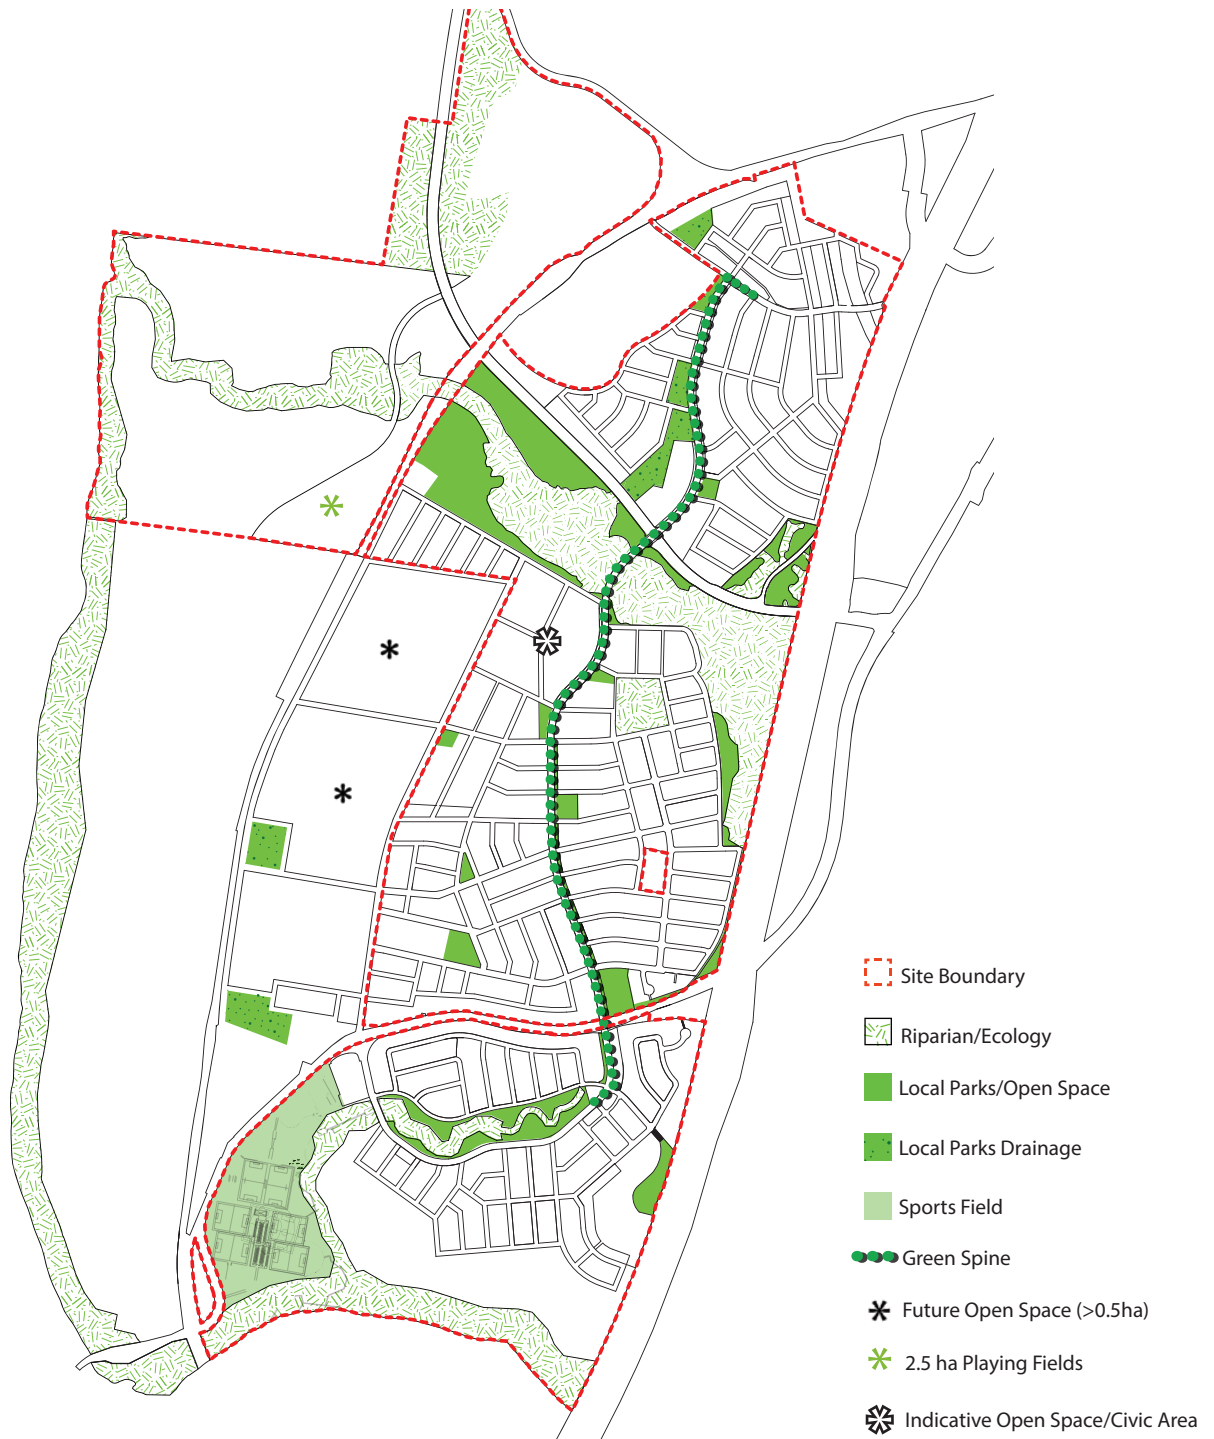 Site Boundary
Riparian/Ecology
Local Parks/Open Space
Local Parks Drainage
Sports Field
Green Spine
Future Open Space (>0.5ha)
2.5 ha Playing Fields
Indicative Open Space/Civic Area